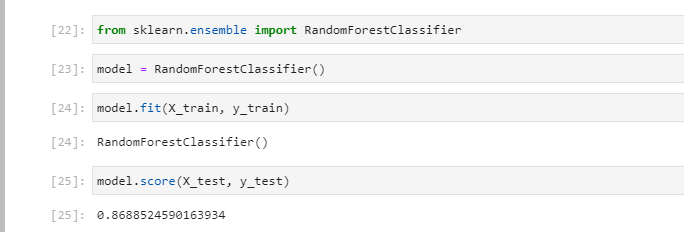 [22]: from sklearn.ensemble import RandomForestClassifier
[23]: model = RandomForestClassifier()
[24]: model.fit(X_train, y_train)
[24]: RandomForestClassifier()
[25]: model.score(X_test, y_test)
[25]: 0.8688524590163934